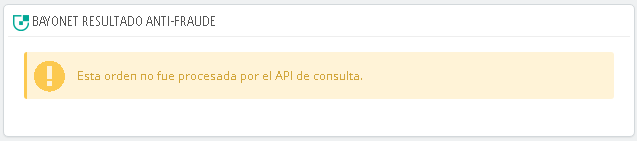 BAYONET RESULTADO ANTI-FRAUDE
Esta orden no fue procesada por el API de consulta.